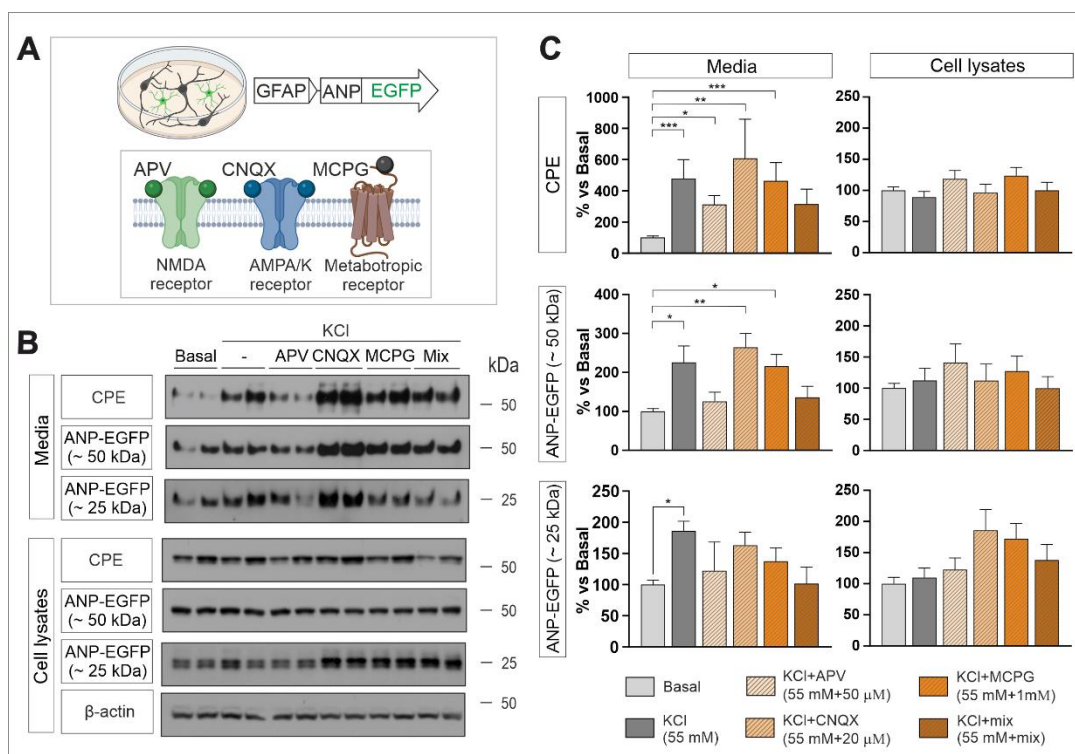 A
GFAP
ANP
EGFP
APV
CNQX
MCPG
NMDA
receptor
AMPA/K
receptor
Metabotropic
receptor
B
KCl
Basal
-
APV
CNQX
MCPG
Mix
kDa
Media
CPE
50
ANP-EGFP
(~ 50 kDa)
50
ANP-EGFP
(~ 25 kDa)
25
Cell lysates
CPE
50
ANP-EGFP
(~ 50 kDa)
50
ANP-EGFP
(~ 25 kDa)
25
β-actin
50
C
Media
Cell lysates
CPE
% vs Basal
1000
800
600
400
200
0
***
**
*
***
250
200
150
100
50
0
ANP-EGFP (~ 50 kDa)
% vs Basal
400
300
200
100
0
*
**
*
250
200
150
100
50
0
ANP-EGFP (~ 25 kDa)
% vs Basal
250
200
150
100
50
0
*
250
200
150
100
50
0
Basal
KCl+APV
(55 mM+50 μM)
KCl+MCPG
(55 mM+1mM)
KCl
(55 mM)
KCl+CNQX
(55 mM+20 μM)
KCl+mix
(55 mM+mix)